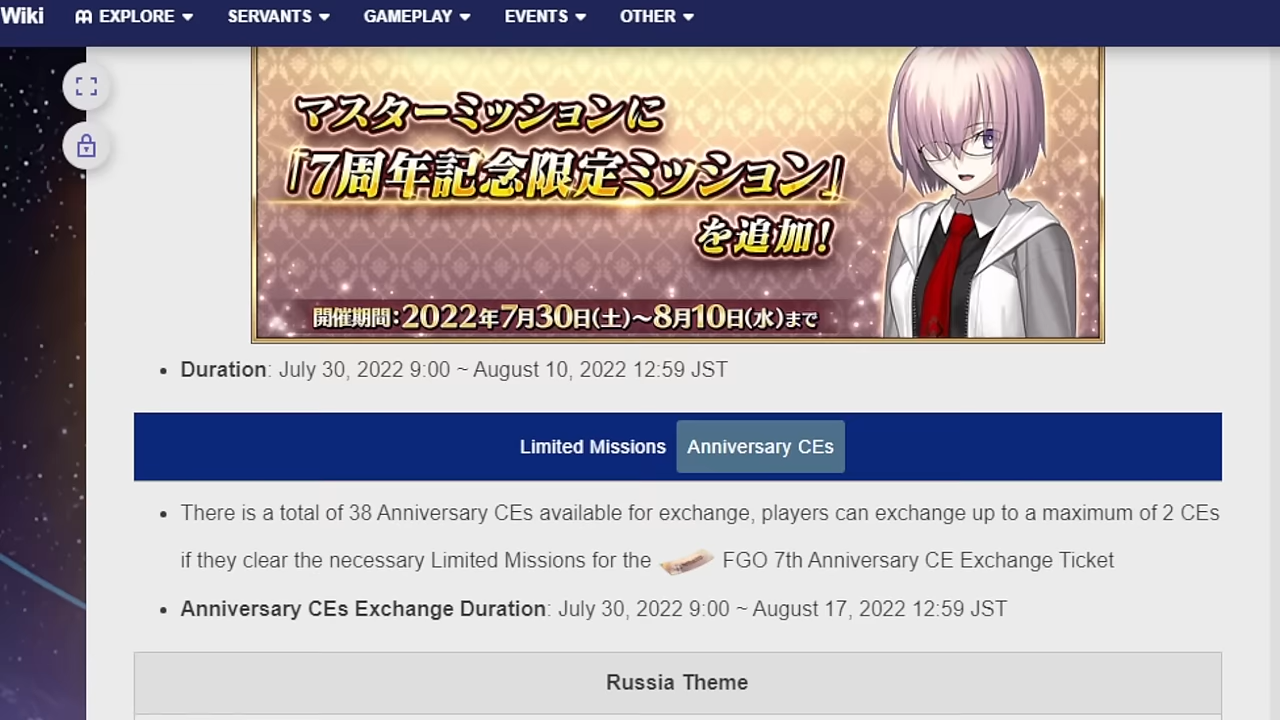 Wiki EXPLORE SERVANTS GAMEPLAY EVENTS OTHER
マスターミッションに
「7周年記念限定ミッション」
を追加!
開催期間:2022年7月30日(土)~8月10日(水)まで
Duration: July 30, 2022 9:00 ~ August 10, 2022 12:59 JST
Limited Missions Anniversary CEs
There is a total of 38 Anniversary CEs available for exchange, players can exchange up to a maximum of 2 CEs
if they clear the necessary Limited Missions for the FGO 7th Anniversary CE Exchange Ticket
Anniversary CEs Exchange Duration: July 30, 2022 9:00 ~ August 17, 2022 12:59 JST
Russia Theme